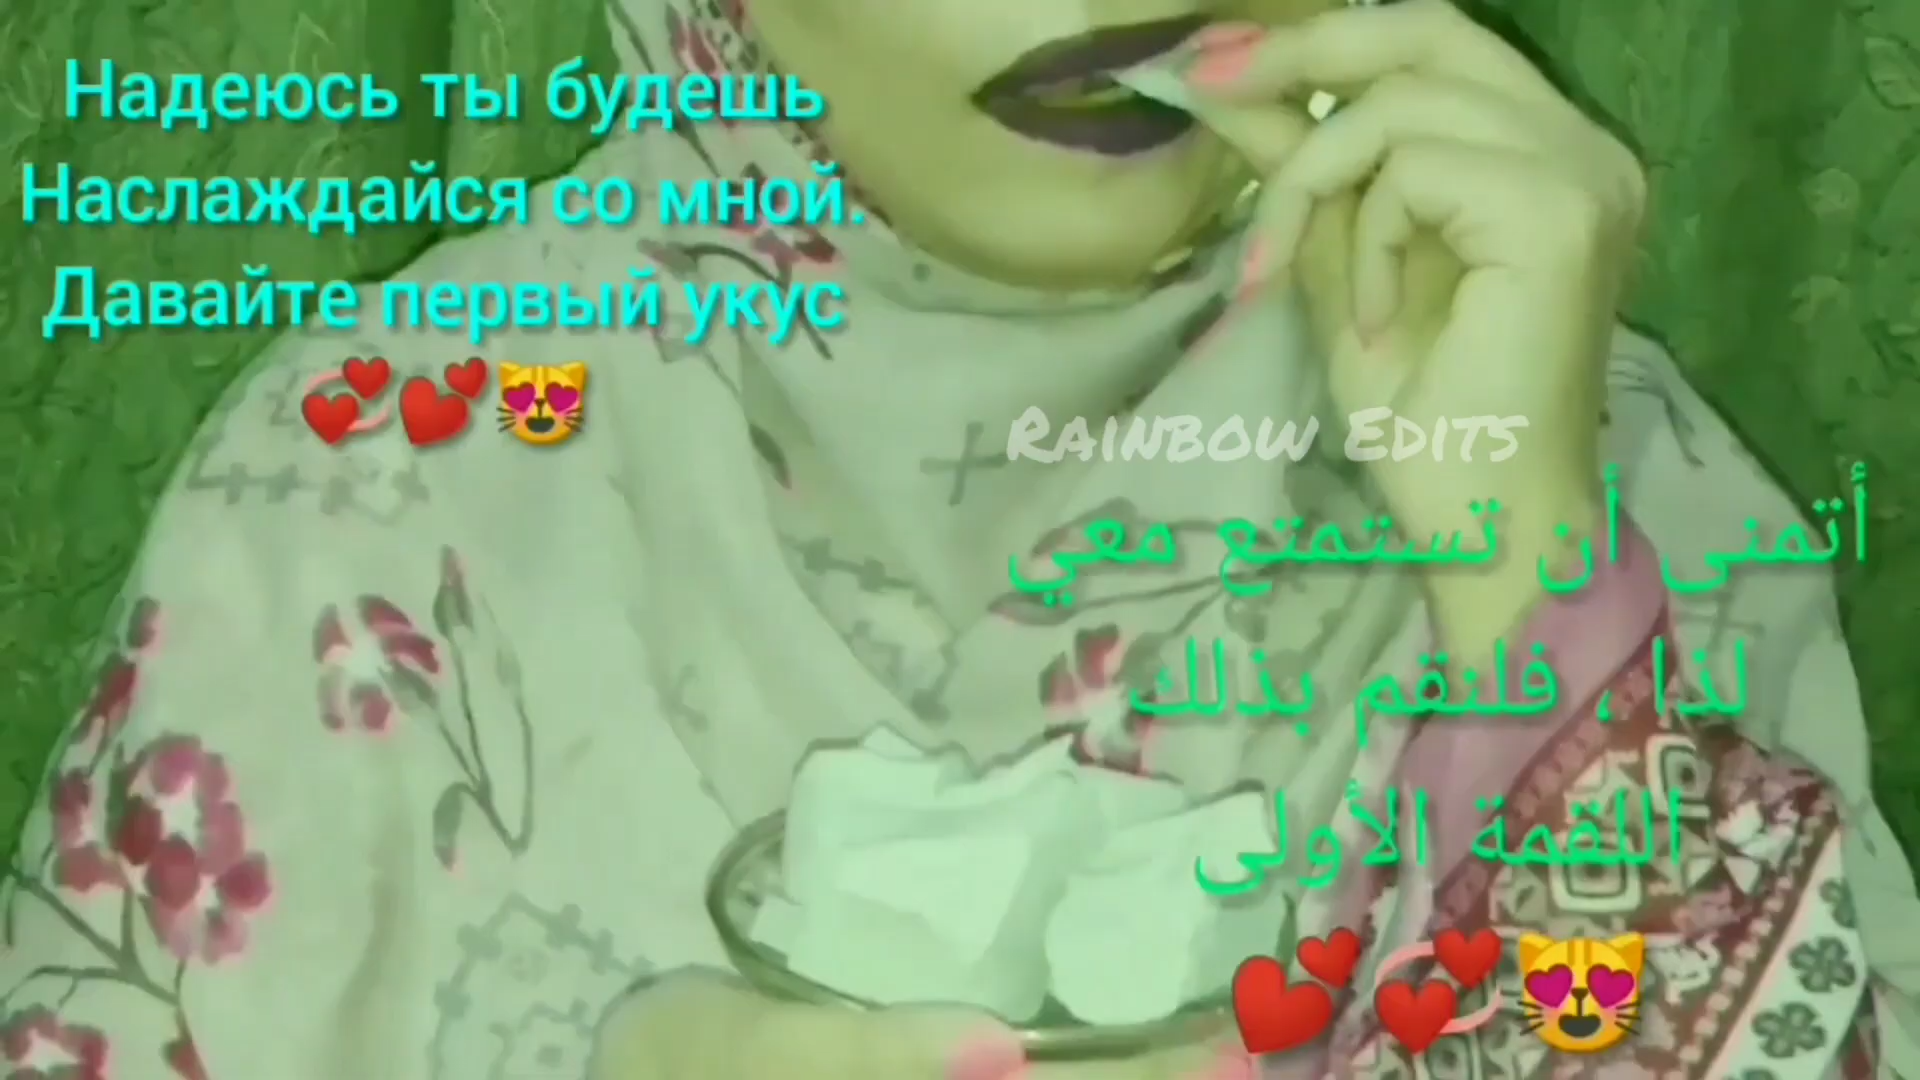 Надеюсь ты будешь
Наслаждайся со мной.
Давайте первый укус
💞💕😻
Rainbow Edits
أتمنى أن تستمتع معي
لذا ، فلنقم بذلك
اللقمة الأولى
💕💞😻